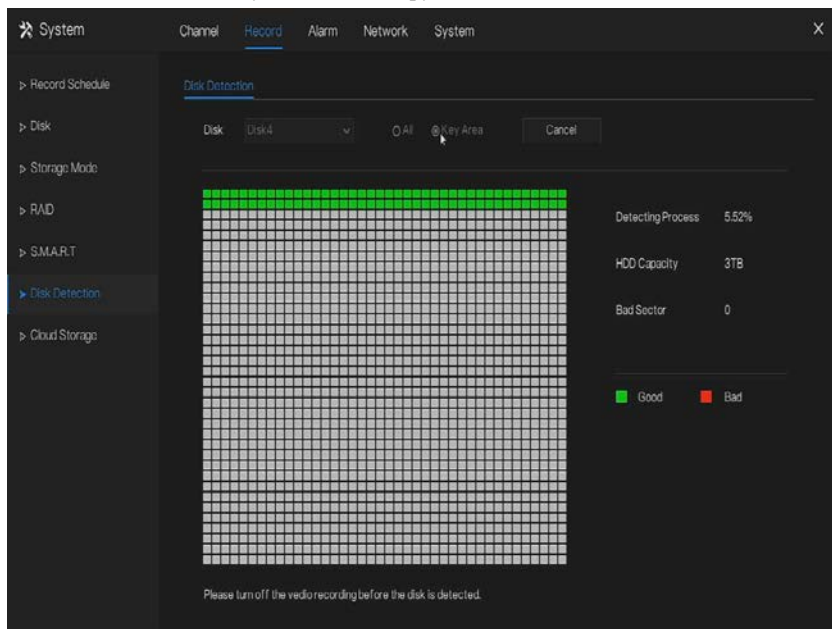 System
Channel Record Alarm Network System X
Record Schedule
Disk
Storage Mode
RAID
S.M.A.R.T
Disk Detection
Cloud Storage
Disk Detection
Disk Disk4 All Key Area Cancel
Detecting Process 5.52%
HDD Capacity 3TB
Bad Sector 0
Good Bad
Please turn off the vedio recording before the disk is detected.